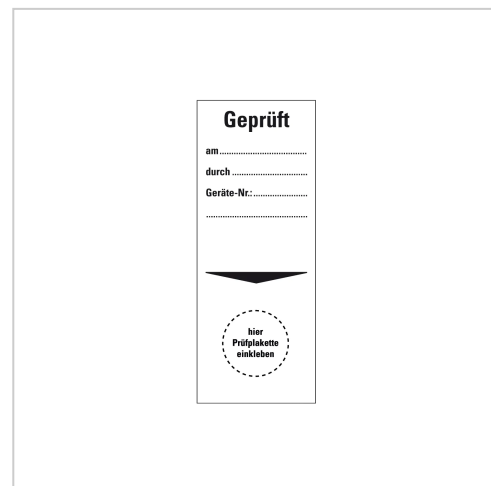 Geprüft
am..................................
durch ..............................
Geräte-Nr.:.....................
........................................
hier
Prüfplakette
einkleben